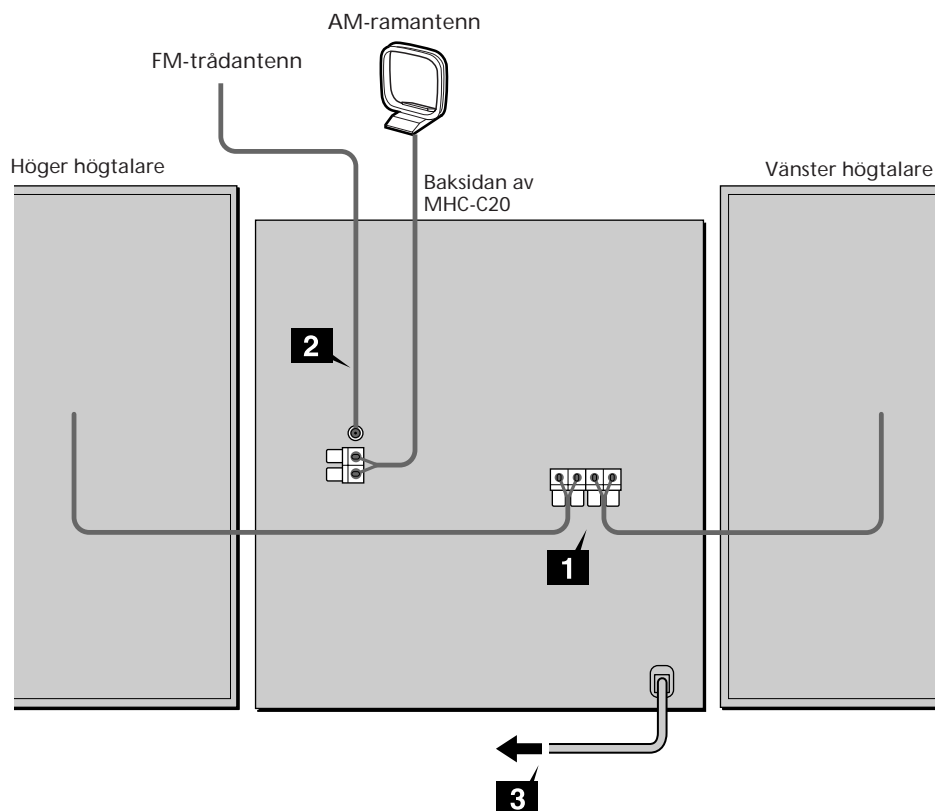 AM-ramantenn
FM-trådantenn
Höger högtalare
Vänster högtalare
Baksidan av
MHC-C20
2
1
3